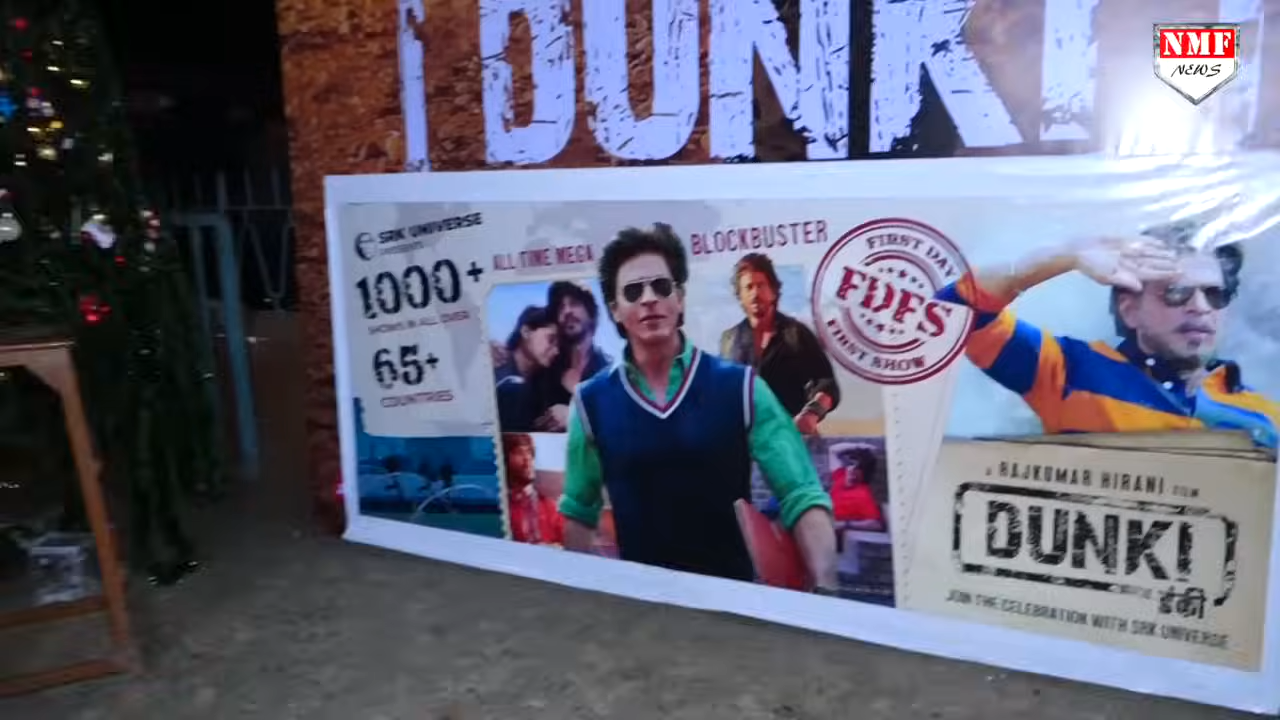 DUNKI
NMF
NEWS
SRK UNIVERSE
1000+
SHOWS IN ALL OVER
65+
COUNTRIES
ALL TIME MEGA
BLOCKBUSTER
FIRST DAY
FDFS
FIRST SHOW
A RAJKUMAR HIRANI FILM
DUNKI
डंकी
JOIN THE CELEBRATION WITH SRK UNIVERSE